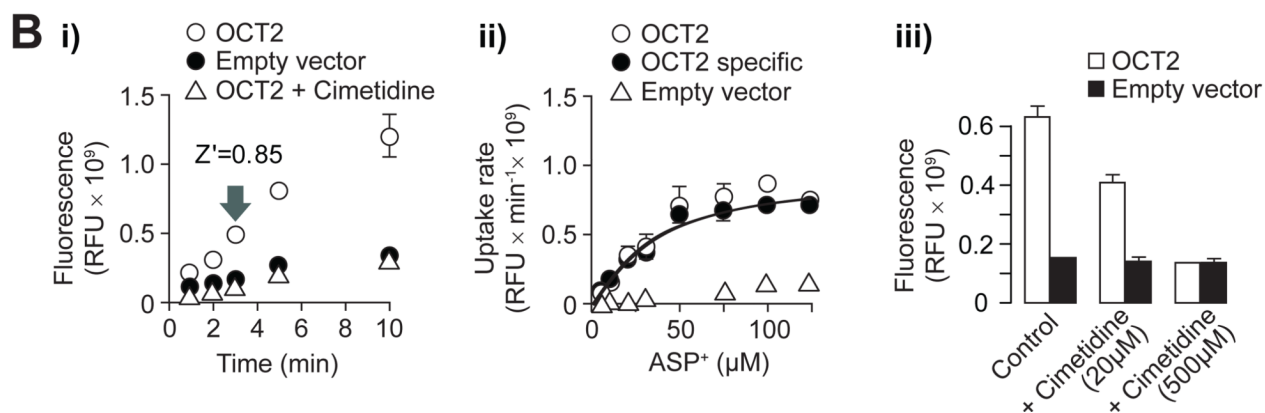 B i)
OCT2
Empty vector
OCT2 + Cimetidine
Fluorescence
(RFU × 10⁹)
1.5
1.0
0.5
0
Z'=0.85
0 2 4 6 8 10
Time (min)
ii)
OCT2
OCT2 specific
Empty vector
Uptake rate
(RFU × min⁻¹× 10⁹)
1.5
1.0
0.5
0
0 50 100
ASP⁺ (µM)
iii)
OCT2
Empty vector
Fluorescence
(RFU × 10⁹)
0.6
0.4
0.2
0
Control
+ Cimetidine
(20µM)
+ Cimetidine
(500µM)